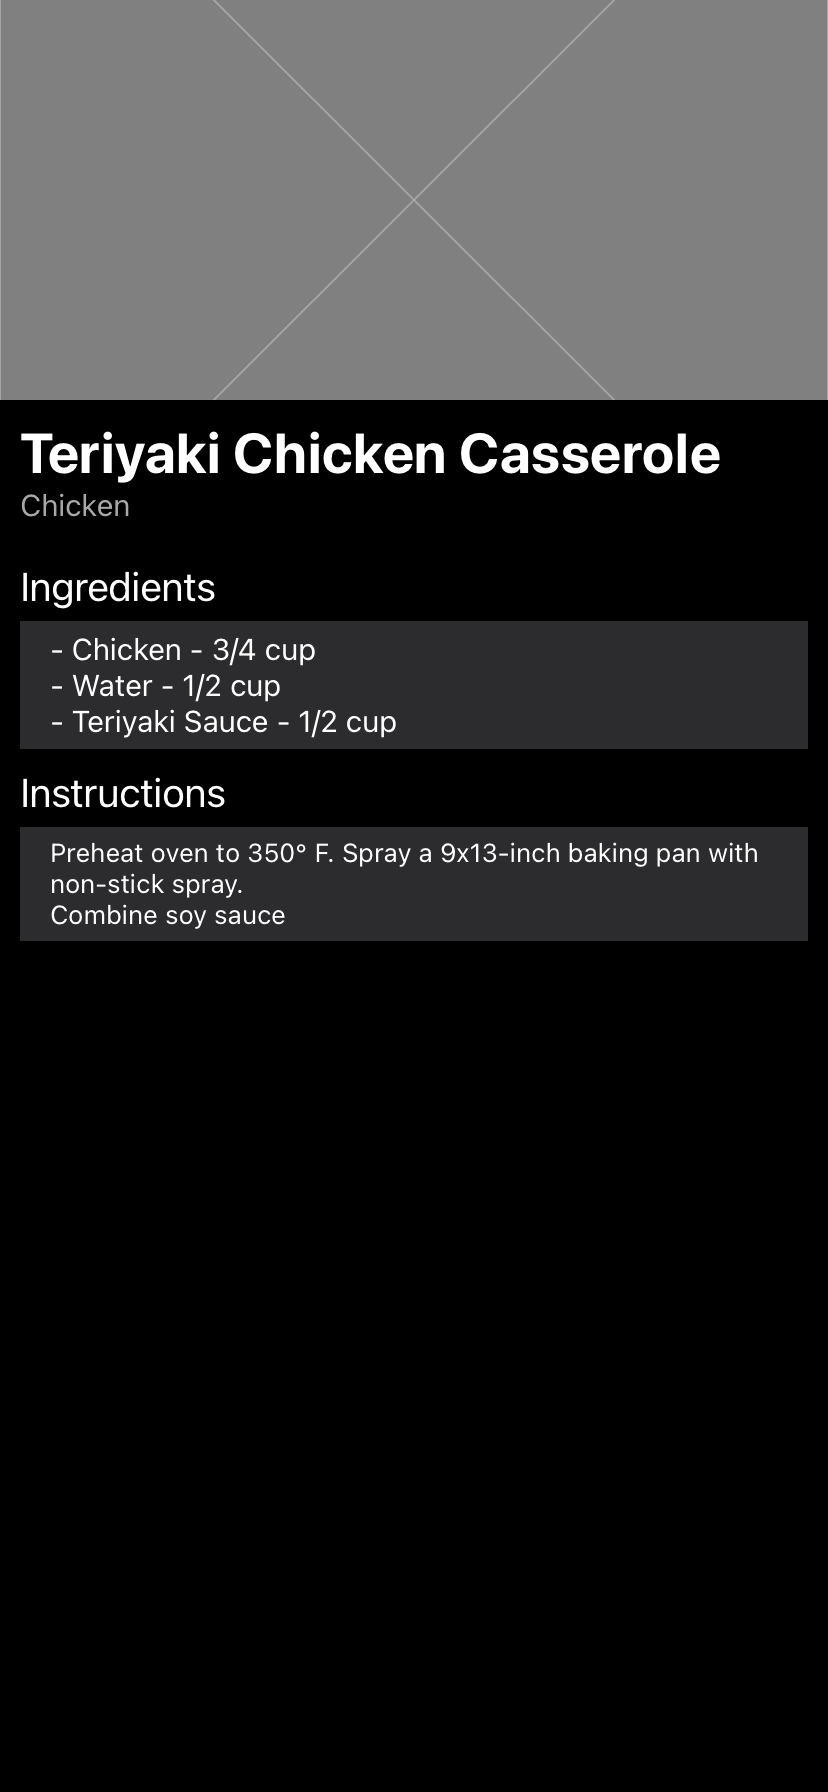 Teriyaki Chicken Casserole
Chicken
Ingredients
- Chicken - 3/4 cup
- Water - 1/2 cup
- Teriyaki Sauce - 1/2 cup
Instructions
Preheat oven to 350° F. Spray a 9x13-inch baking pan with
non-stick spray.
Combine soy sauce